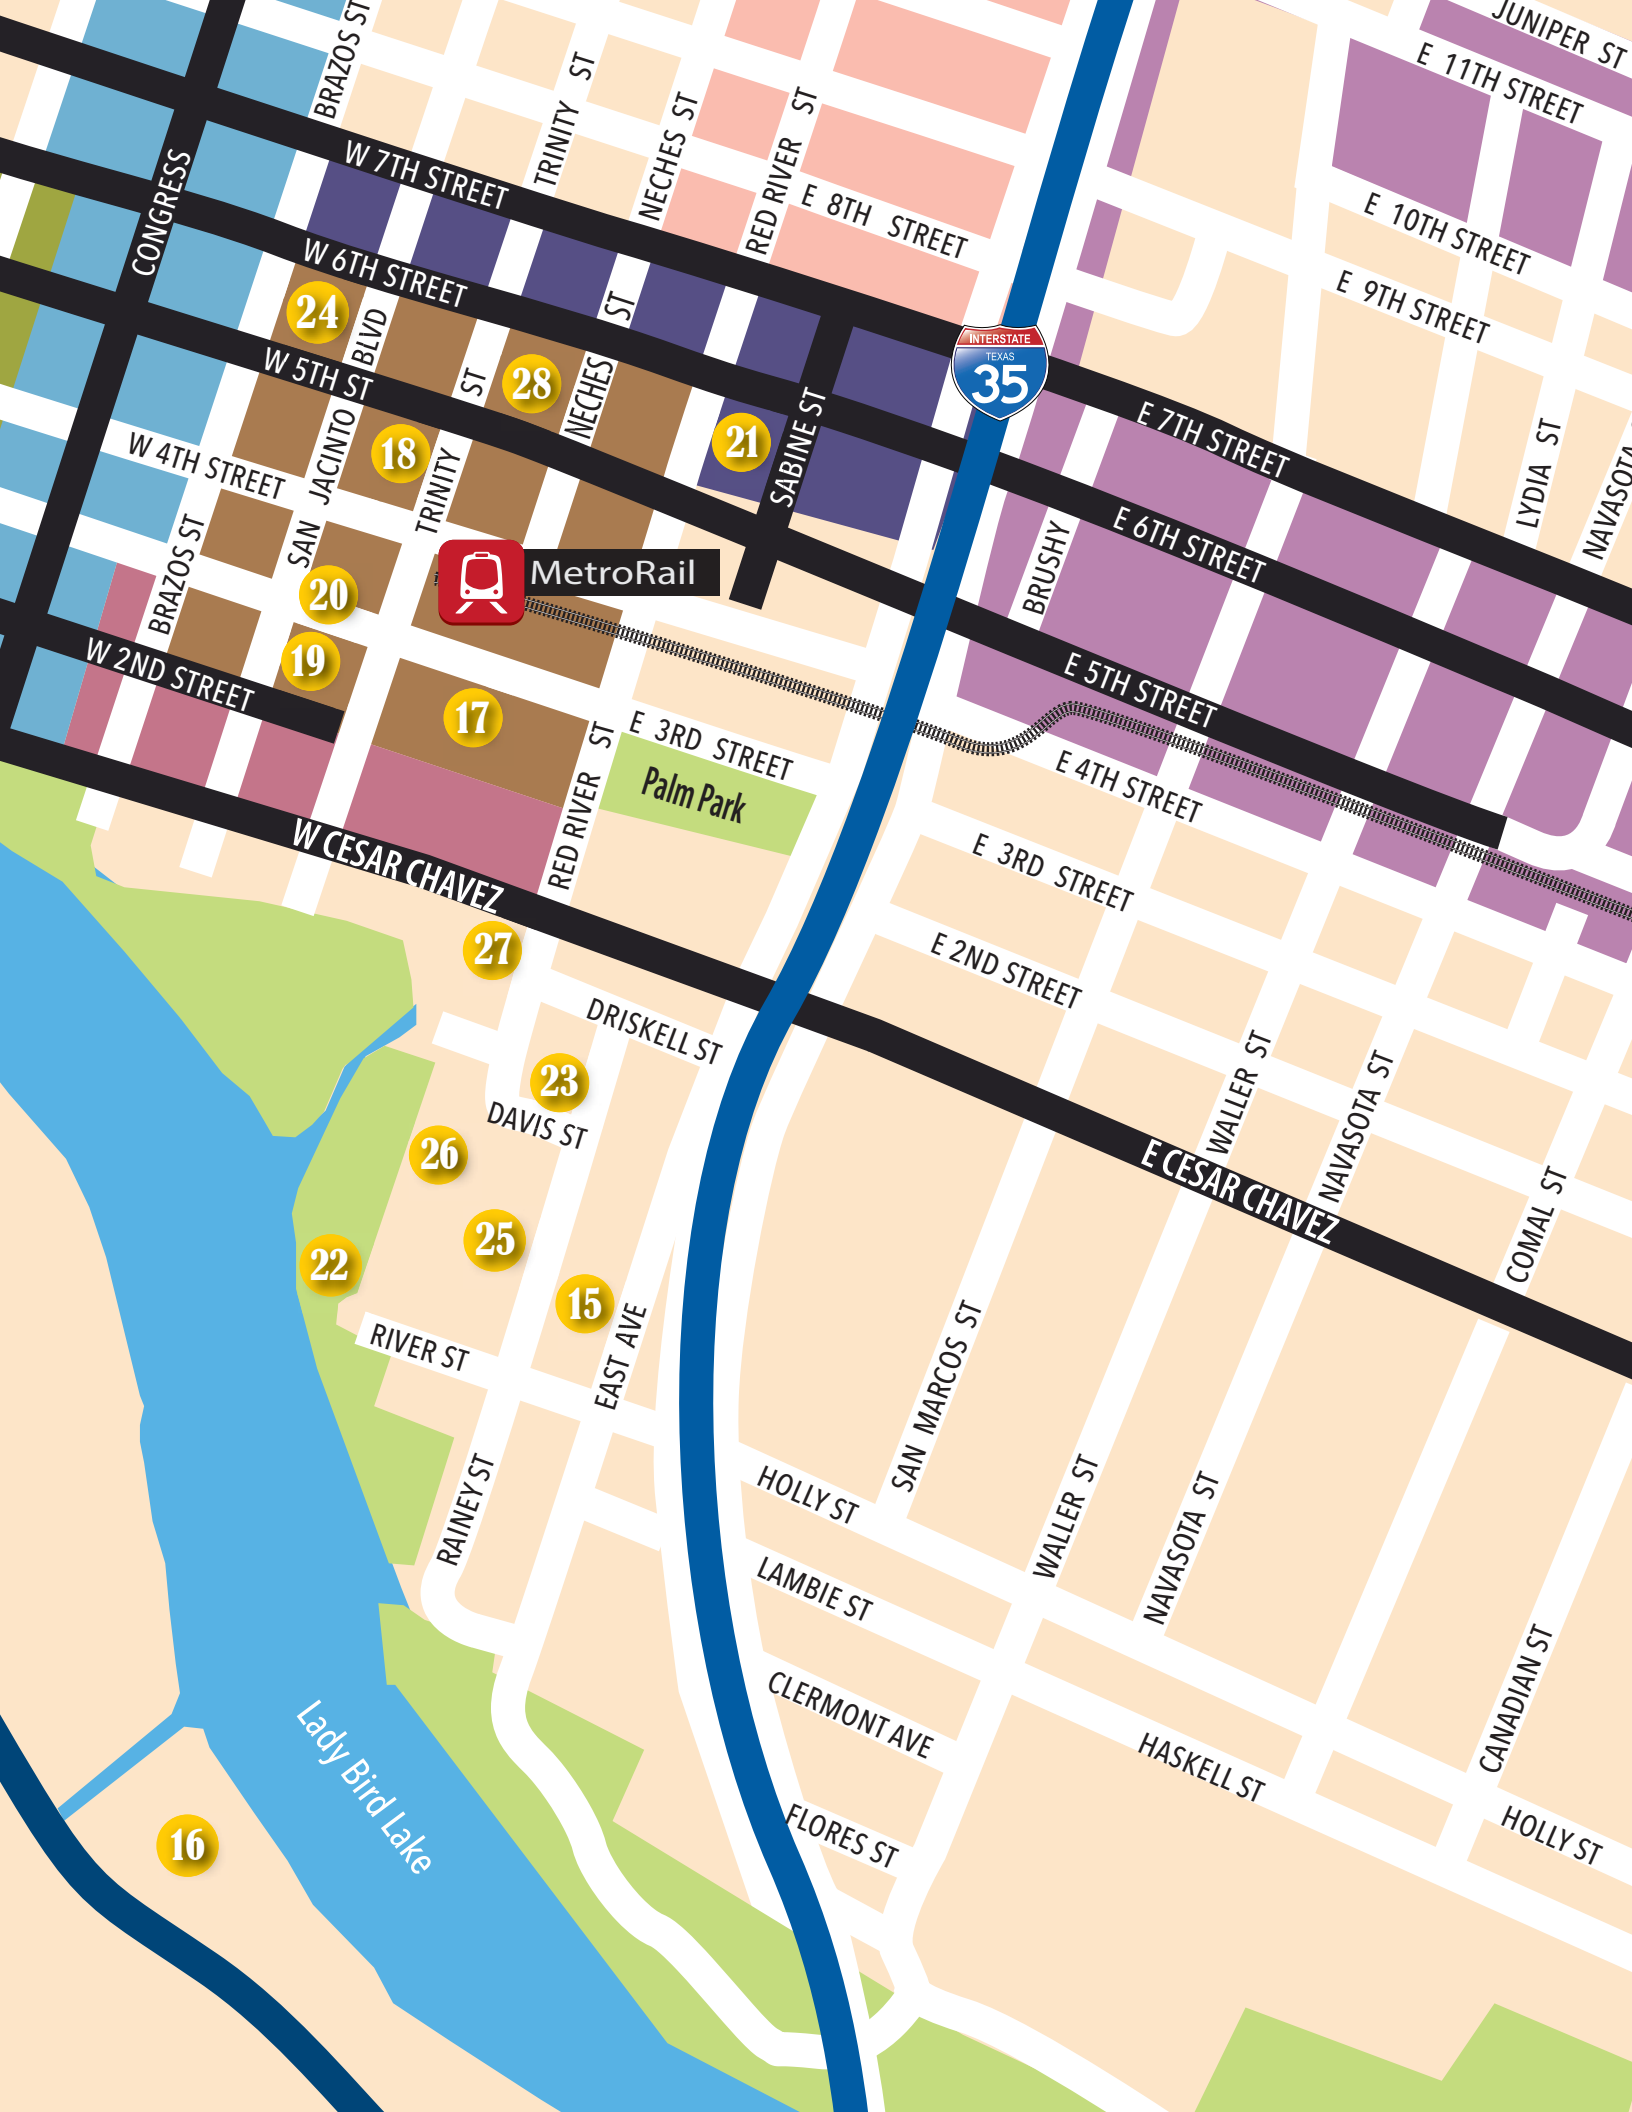 JUNIPER ST
E 11TH STREET
BRAZOS ST
TRINITY ST
NECHES ST
RED RIVER ST
W 7TH STREET
CONGRESS
E 8TH STREET
E 10TH STREET
E 9TH STREET
W 6TH STREET
24
SAN JACINTO BLVD
NECHES ST
INTERSTATE
TEXAS
35
W 5TH ST
28
TRINITY ST
18
21
SABINE ST
E 7TH STREET
LYDIA ST
NAVASOTA
W 4TH STREET
E 6TH STREET
BRAZOS ST
BRUSHY
MetroRail
20
19
W 2ND STREET
17
E 5TH STREET
E 3RD STREET
RED RIVER ST
Palm Park
E 4TH STREET
W CESAR CHAVEZ
E 3RD STREET
27
E 2ND STREET
DRISKELL ST
23
DAVIS ST
WALLER ST
NAVASOTA ST
26
E CESAR CHAVEZ
COMAL ST
25
22
15
EAST AVE
RIVER ST
SAN MARCOS ST
RAINEY ST
HOLLY ST
WALLER ST
NAVASOTA ST
LAMBIE ST
CLERMONT AVE
CANADIAN ST
HASKELL ST
Lady Bird Lake
16
FLORES ST
HOLLY ST